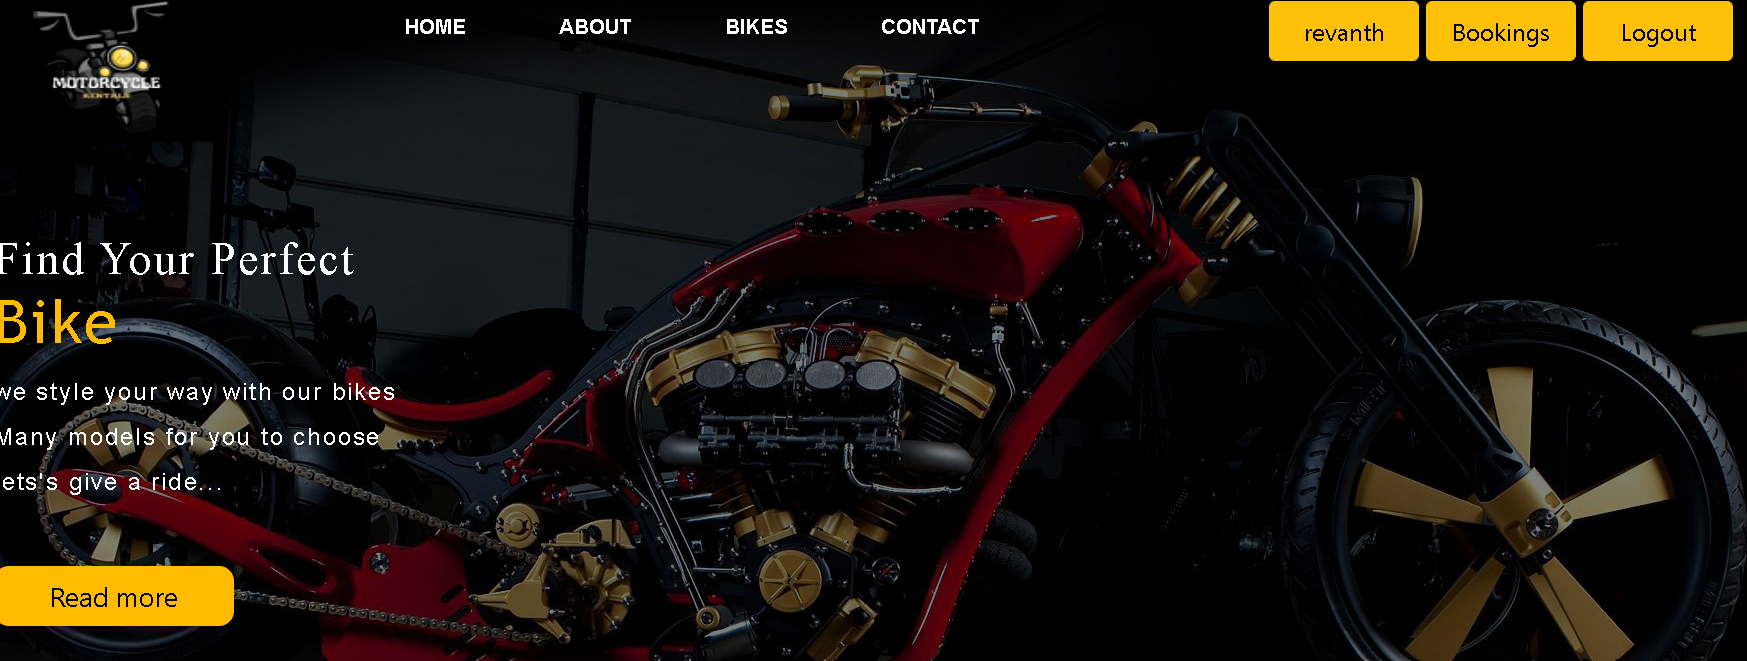 MOTORCYCLE
RENTALS
HOME ABOUT BIKES CONTACT
revanth Bookings Logout
Find Your Perfect
Bike
we style your way with our bikes
Many models for you to choose
lets's give a ride...
Read more